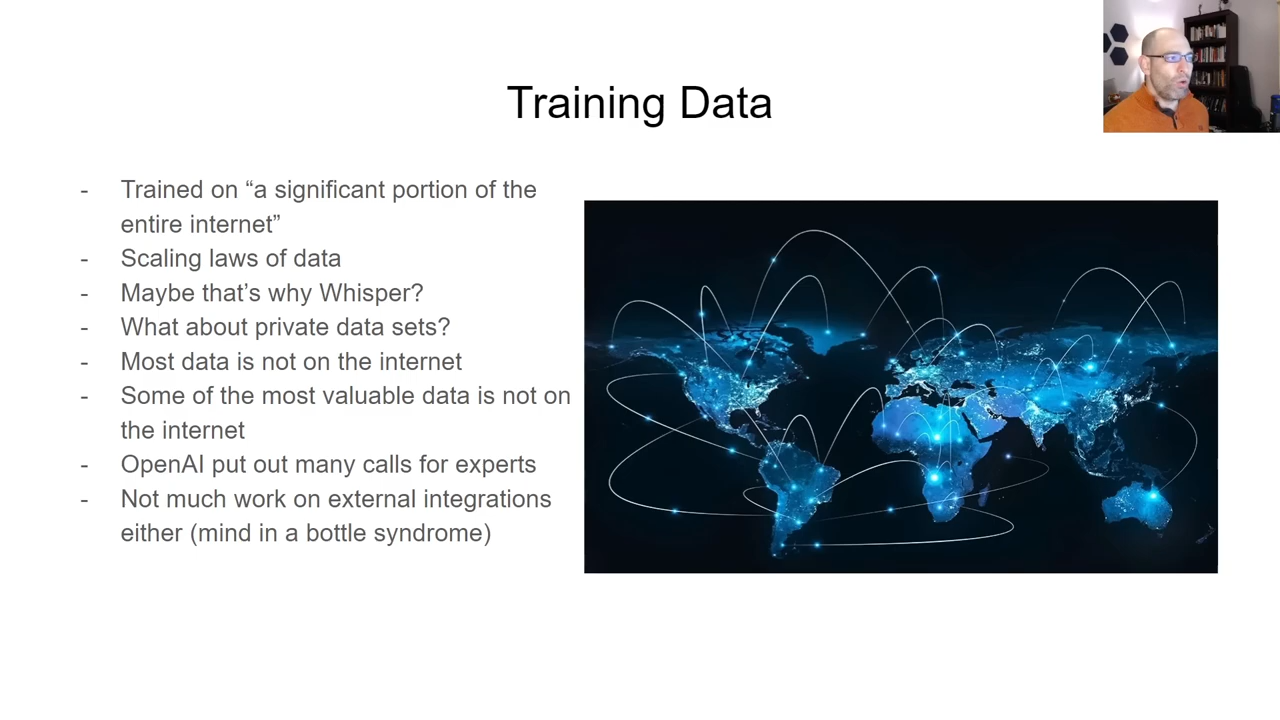 Training Data
- Trained on “a significant portion of the
entire internet”
- Scaling laws of data
- Maybe that’s why Whisper?
- What about private data sets?
- Most data is not on the internet
- Some of the most valuable data is not on
the internet
- OpenAI put out many calls for experts
- Not much work on external integrations
either (mind in a bottle syndrome)